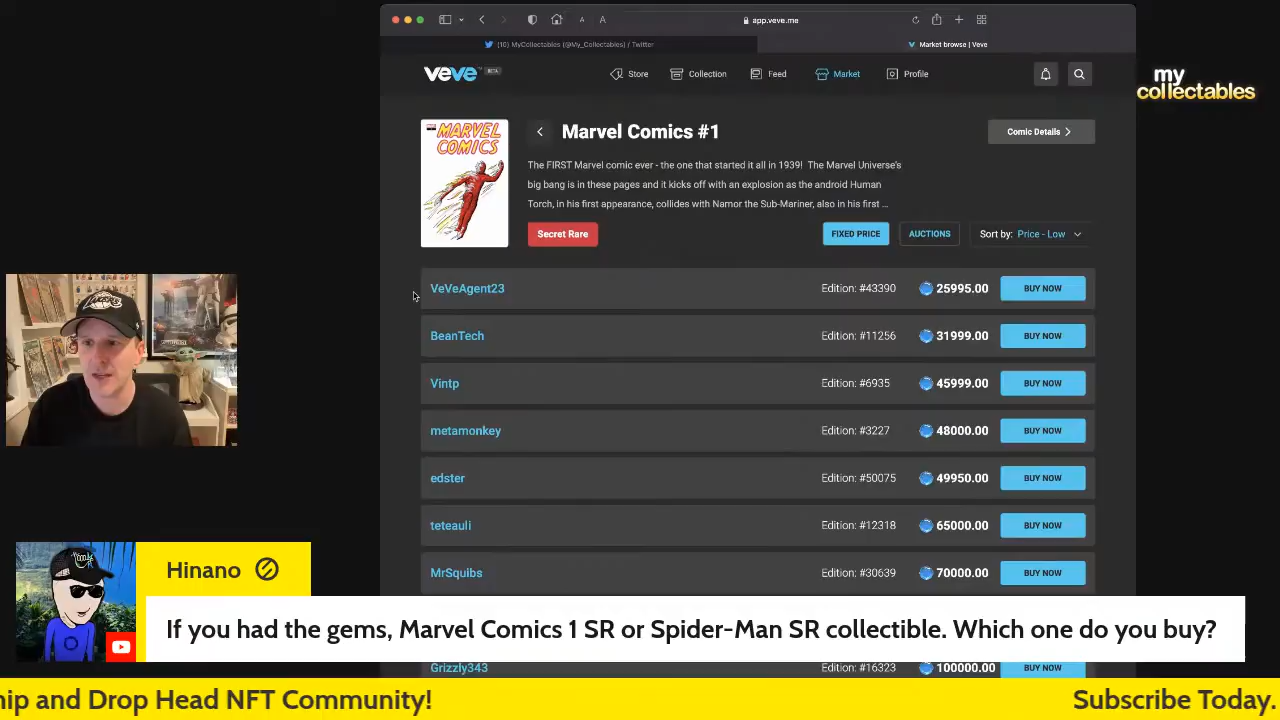 app.veve.me
(10) MyCollectables (@My_Collectables) / Twitter
Market browse | Veve
veve BETA
Store
Collection
Feed
Market
Profile
my collectables
MARVEL COMICS
Marvel Comics #1
Comic Details
The FIRST Marvel comic ever - the one that started it all in 1939! The Marvel Universe's
big bang is in these pages and it kicks off with an explosion as the android Human
Torch, in his first appearance, collides with Namor the Sub-Mariner, also in his first ...
Secret Rare
FIXED PRICE
AUCTIONS
Sort by: Price - Low
VeVeAgent23 Edition: #43390 25995.00 BUY NOW
BeanTech Edition: #11256 31999.00 BUY NOW
Vintp Edition: #6935 45999.00 BUY NOW
metamonkey Edition: #3227 48000.00 BUY NOW
edster Edition: #50075 49950.00 BUY NOW
teteauli Edition: #12318 65000.00 BUY NOW
MrSquibs Edition: #30639 70000.00 BUY NOW
Hinano
If you had the gems, Marvel Comics 1 SR or Spider-Man SR collectible. Which one do you buy?
Grizzly343 Edition: #16323 100000.00 BUY NOW
hip and Drop Head NFT Community! Subscribe Today.